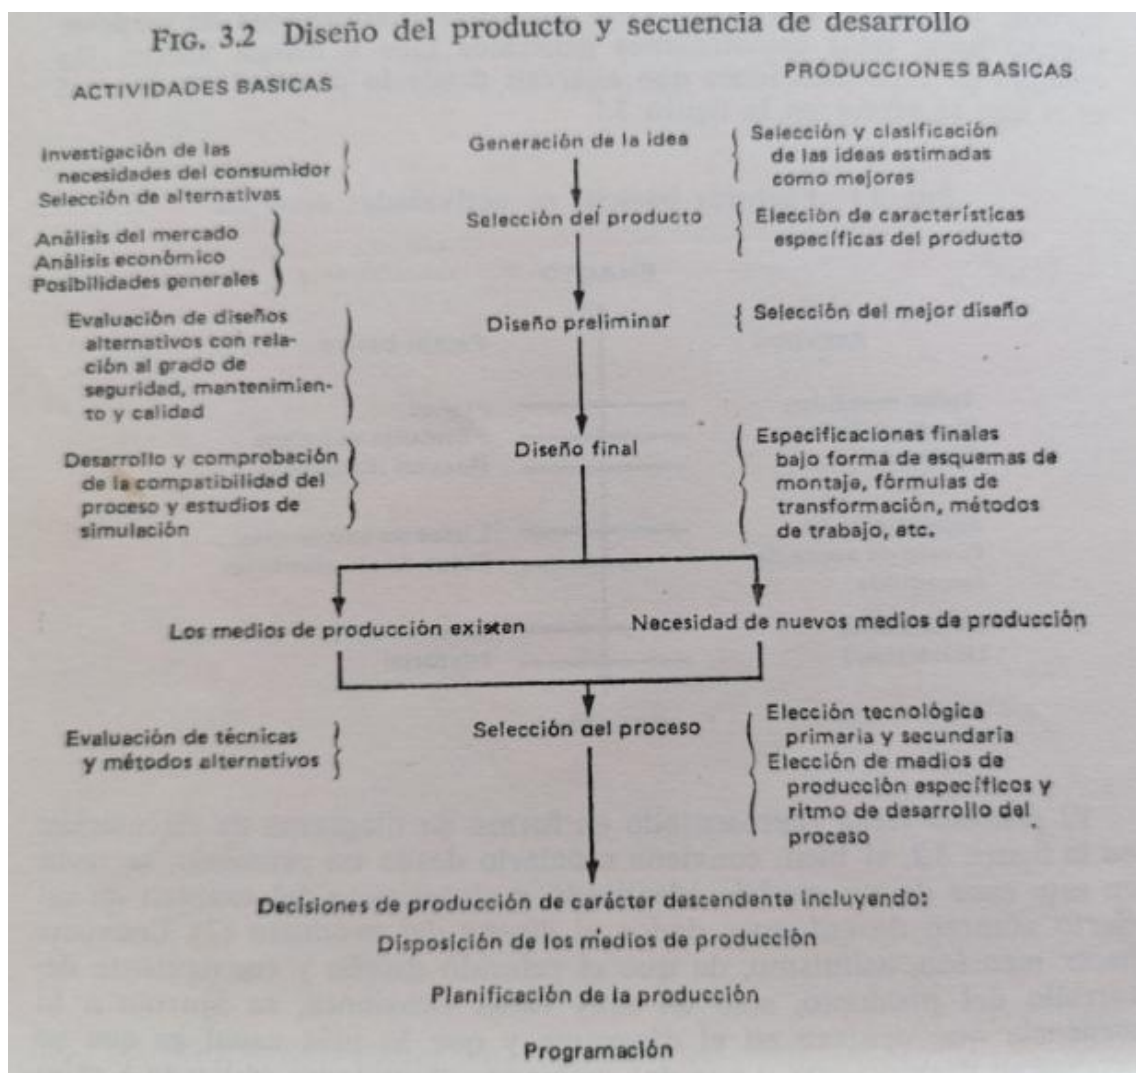 FIG. 3.2 Diseño del producto y secuencia de desarrollo
ACTIVIDADES BASICAS
PRODUCCIONES BASICAS
Investigación de las
necesidades del consumidor
Selección de alternativas
Generación de la idea
Selección y clasificación
de las ideas estimadas
como mejores
Análisis del mercado
Análisis económico
Posibilidades generales
Selección del producto
Elección de características
específicas del producto
Evaluación de diseños
alternativos con rela-
ción al grado de
seguridad, mantenimien-
to y calidad
Diseño preliminar
Selección del mejor diseño
Desarrollo y comprobación
de la compatibilidad del
proceso y estudios de
simulación
Diseño final
Especificaciones finales
bajo forma de esquemas de
montaje, fórmulas de
transformación, métodos
de trabajo, etc.
Los medios de producción existen
Necesidad de nuevos medios de producción
Evaluación de técnicas
y métodos alternativos
Selección del proceso
Elección tecnológica
primaria y secundaria
Elección de medios de
producción específicos y
ritmo de desarrollo del
proceso
Decisiones de producción de carácter descendente incluyendo:
Disposición de los medios de producción
Planificación de la producción
Programación